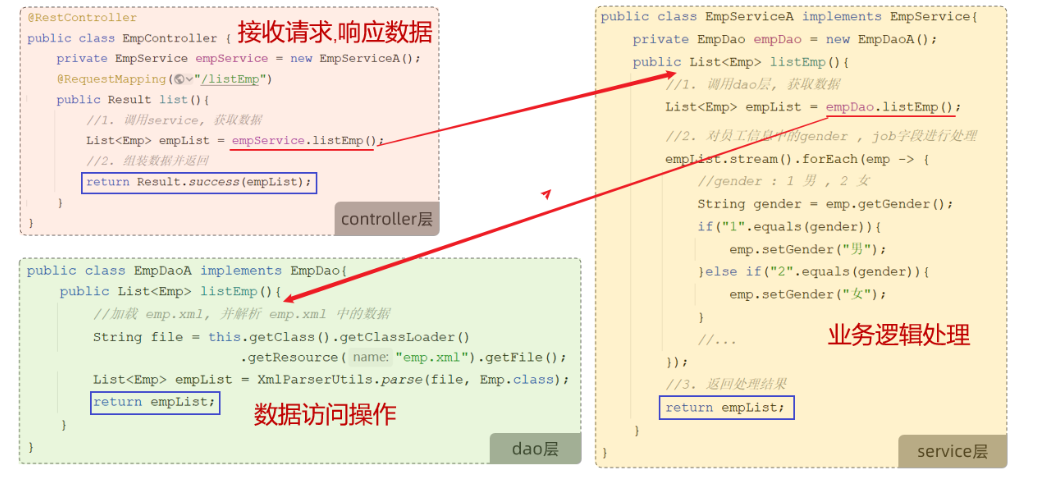 @RestController
public class EmpController {
接收请求,响应数据
private EmpService empService = new EmpServiceA();
@RequestMapping("/listEmp")
public Result list(){
//1. 调用service, 获取数据
List<Emp> empList = empService.listEmp();
//2. 组装数据并返回
return Result.success(empList);
}
}
controller层
public class EmpDaoA implements EmpDao{
public List<Emp> listEmp(){
//加载 emp.xml, 并解析 emp.xml 中的数据
String file = this.getClass().getClassLoader()
.getResource( name: "emp.xml").getFile();
List<Emp> empList = XmlParserUtils.parse(file, Emp.class);
return empList;
数据访问操作
}
}
dao层
public class EmpServiceA implements EmpService{
private EmpDao empDao = new EmpDaoA();
public List<Emp> listEmp(){
//1. 调用dao层, 获取数据
List<Emp> empList = empDao.listEmp();
//2. 对员工信息中的gender , job字段进行处理
empList.stream().forEach(emp -> {
//gender : 1 男 , 2 女
String gender = emp.getGender();
if("1".equals(gender)){
emp.setGender("男");
}else if("2".equals(gender)){
emp.setGender("女");
}
业务逻辑处理
//...
});
//3. 返回处理结果
return empList;
}
}
service层